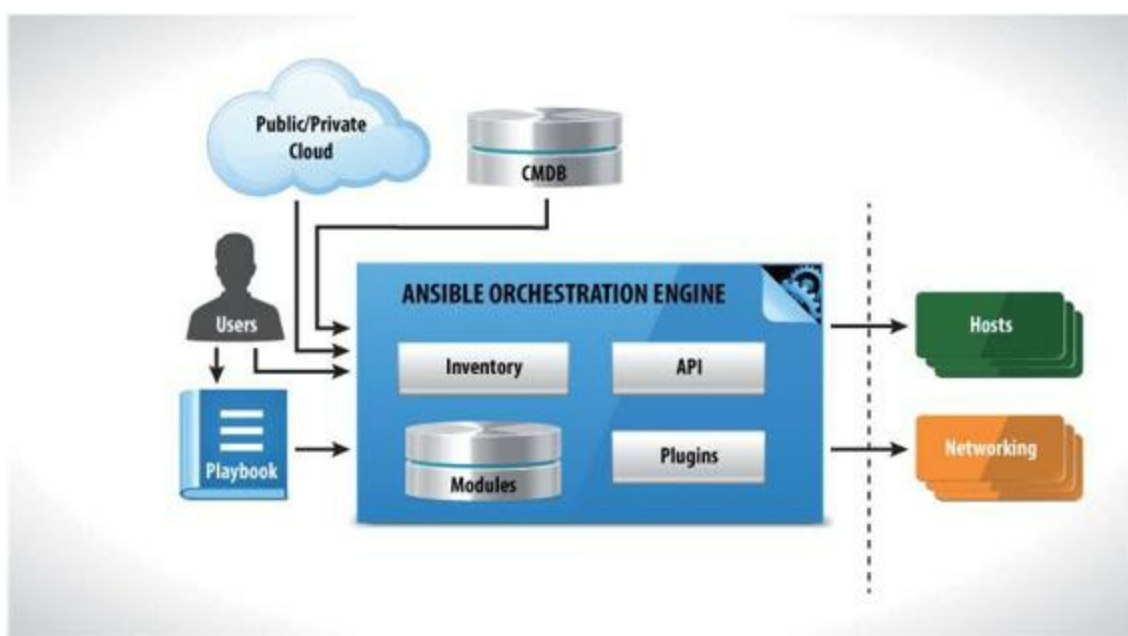 Public/Private
Cloud
CMDB
Users
ANSIBLE ORCHESTRATION ENGINE
Inventory
API
Hosts
Playbook
Modules
Plugins
Networking